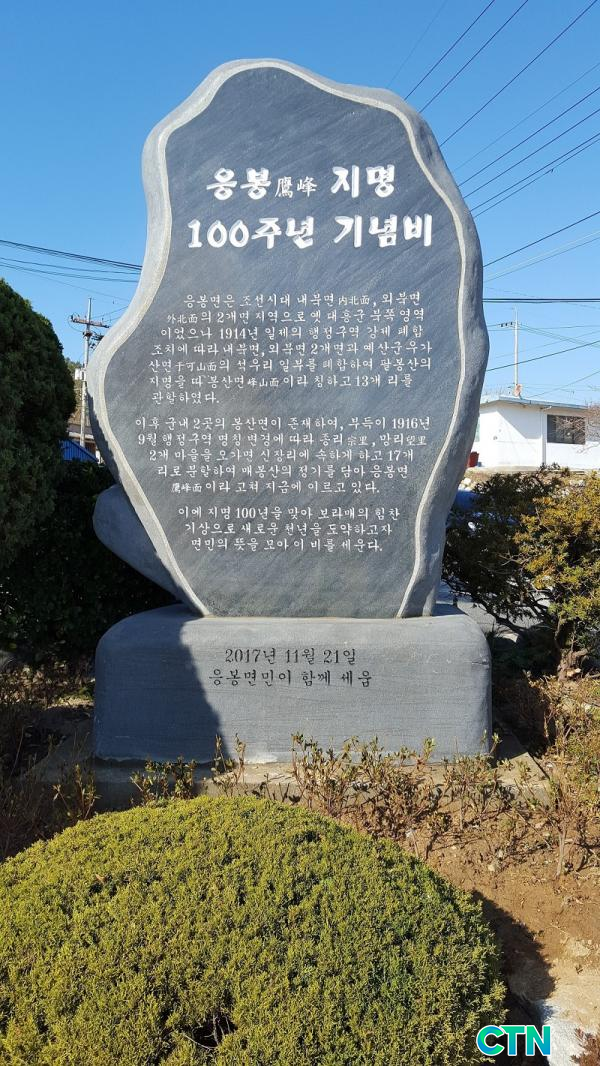 응봉鷹峰 지명
100주년 기념비
응봉면은 조선시대 내북면 内北面, 외북면
外北面의 2개면 지역으로 옛 대흥군 북쪽 영역
이었으나 1914년 일제의 행정구역 강제 폐합
조치에 따라 내북면, 외북면 2개면과 예산군 우가
산면 于可山面의 석우리 일부를 폐합하여 팔봉산의
지명을 따 봉산면 峰山面 이라 칭하고 13개 리를
관할하였다.
이후 군내 2곳의 봉산면이 존재하여, 부득이 1916년
9월 행정구역 명칭 변경에 따라 종리 宗里, 망리 望里
2개 마을을 오가면 신장리에 속하게 하고 17개
리로 분할하여 매봉산의 정기를 담아 응봉면
鷹峰面 이라 고쳐 지금에 이르고 있다.
이에 지명 100년을 맞아 보라매의 힘찬
기상으로 새로운 천년을 도약하고자
면민의 뜻을 모아 이 비를 세운다.
2017년 11월 21일
응봉면민이 함께 세움
CTN